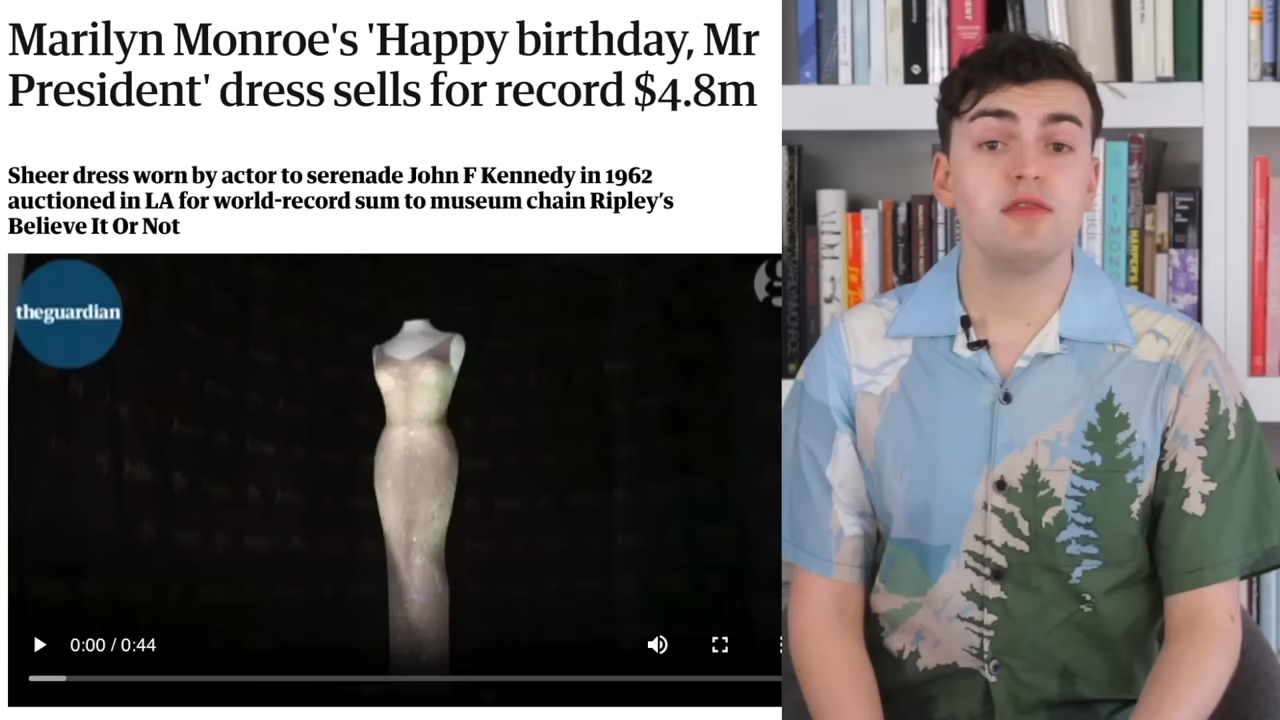 Marilyn Monroe's 'Happy birthday, Mr
President' dress sells for record $4.8m
Sheer dress worn by actor to serenade John F Kennedy in 1962
auctioned in LA for world-record sum to museum chain Ripley’s
Believe It Or Not
theguardian
0:00 / 0:44
KIMONO